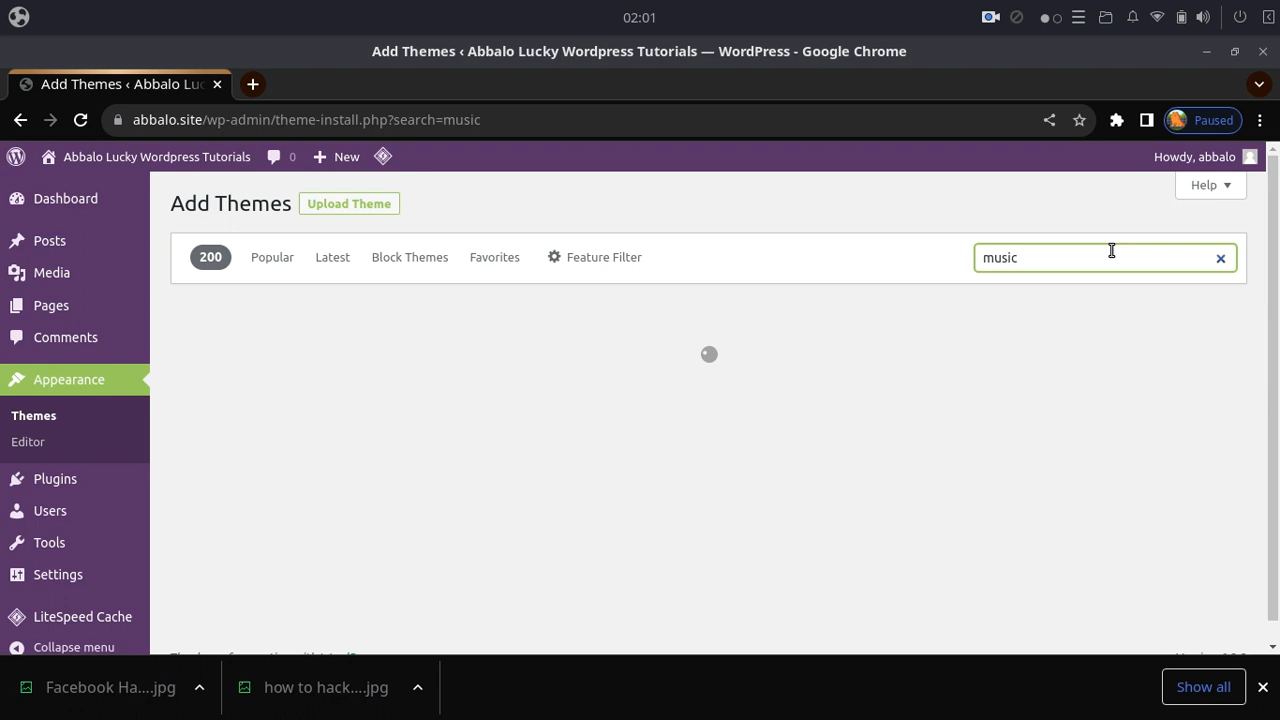 02:01
Add Themes ‹ Abbalo Lucky Wordpress Tutorials — WordPress - Google Chrome
Add Themes ‹ Abbalo Luc
abbalo.site/wp-admin/theme-install.php?search=music
Paused
Abbalo Lucky Wordpress Tutorials 0 New Howdy, abbalo
Help
Add Themes Upload Theme
200 Popular Latest Block Themes Favorites Feature Filter music
Dashboard
Posts
Media
Pages
Comments
Appearance
Themes
Editor
Plugins
Users
Tools
Settings
LiteSpeed Cache
Collapse menu
Facebook Ha....jpg how to hack....jpg Show all